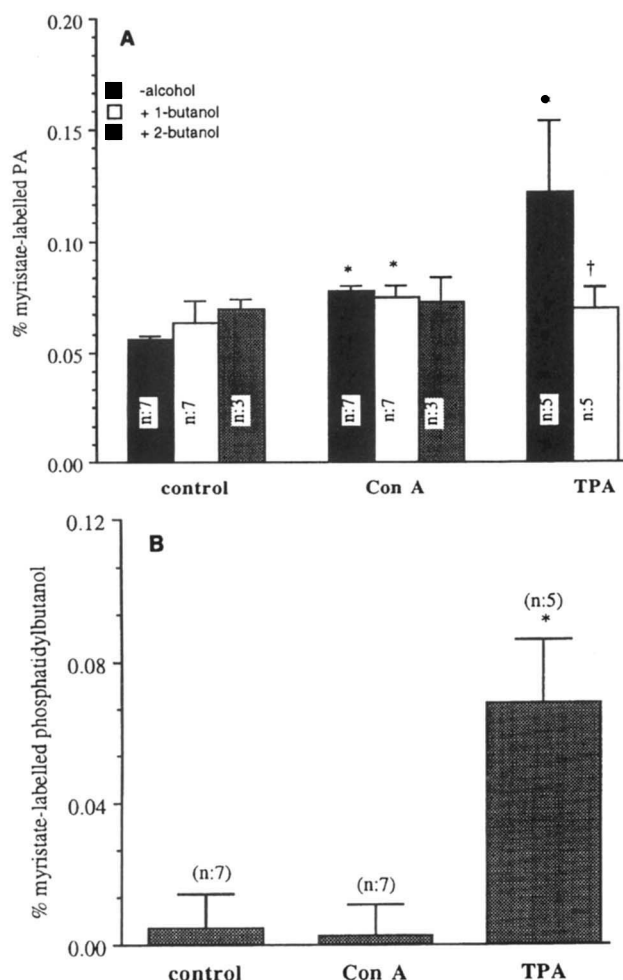 0.20
A
-alcohol
+ 1-butanol
+ 2-butanol
0.15
0.10
0.05
0.00
% myristate-labelled PA
•
* *
†
n:7 n:7 n:3 n:7 n:7 n:3 n:5 n:5
control Con A TPA
0.12
B
0.08
0.04
0.00
% myristate-labelled phosphatidylbutanol
(n:5)
*
(n:7) (n:7)
control Con A TPA